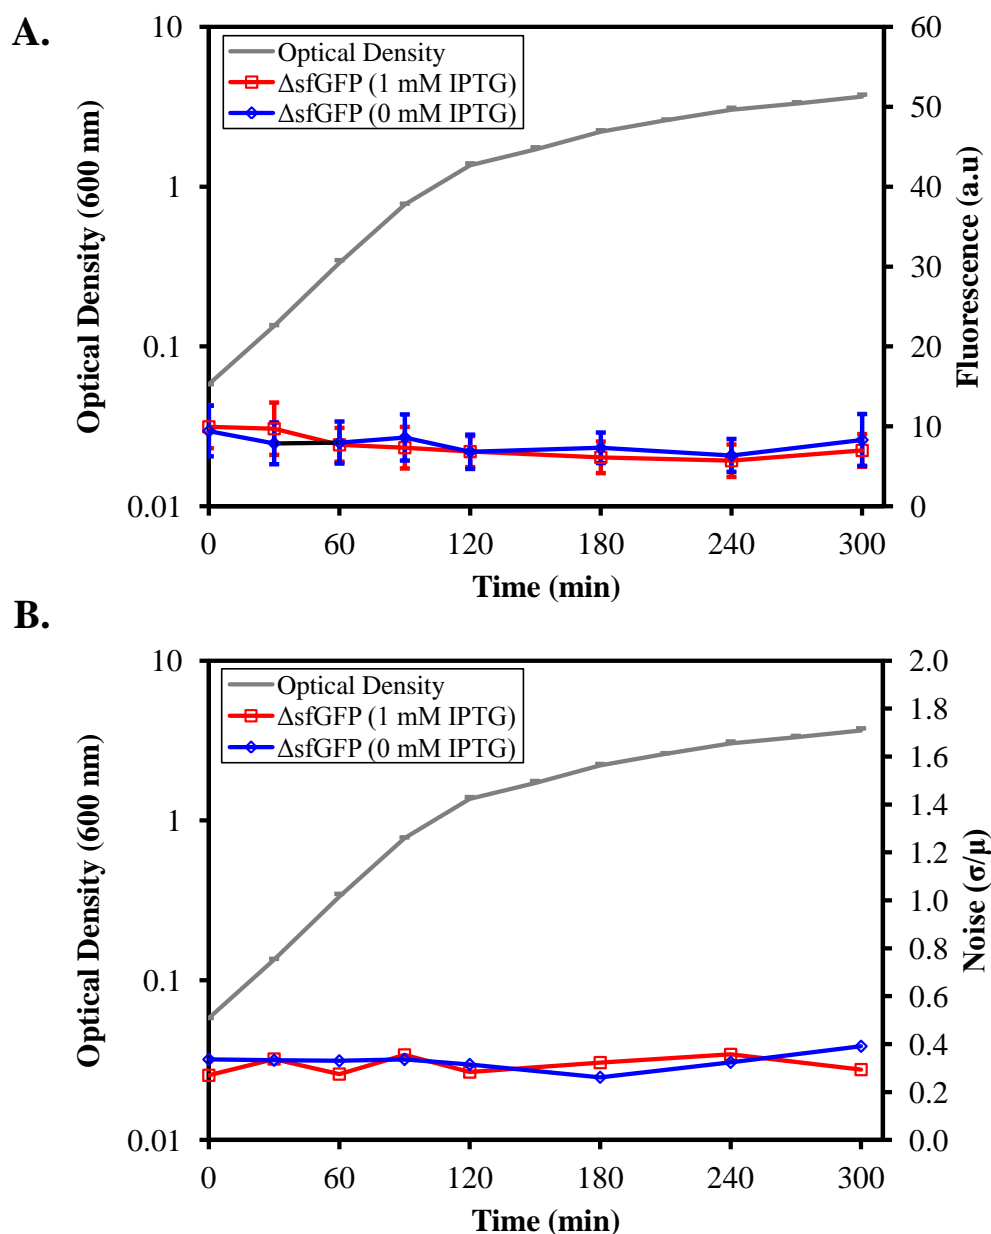 A.
Optical Density (600 nm)
10
1
0.1
0.01
Optical Density
ΔsfGFP (1 mM IPTG)
ΔsfGFP (0 mM IPTG)
60
50
40
30
20
10
0
Fluorescence (a.u)
0 60 120 180 240 300
Time (min)
B.
Optical Density (600 nm)
10
1
0.1
0.01
Optical Density
ΔsfGFP (1 mM IPTG)
ΔsfGFP (0 mM IPTG)
2.0
1.8
1.6
1.4
1.2
1.0
0.8
0.6
0.4
0.2
0.0
Noise (σ/μ)
0 60 120 180 240 300
Time (min)